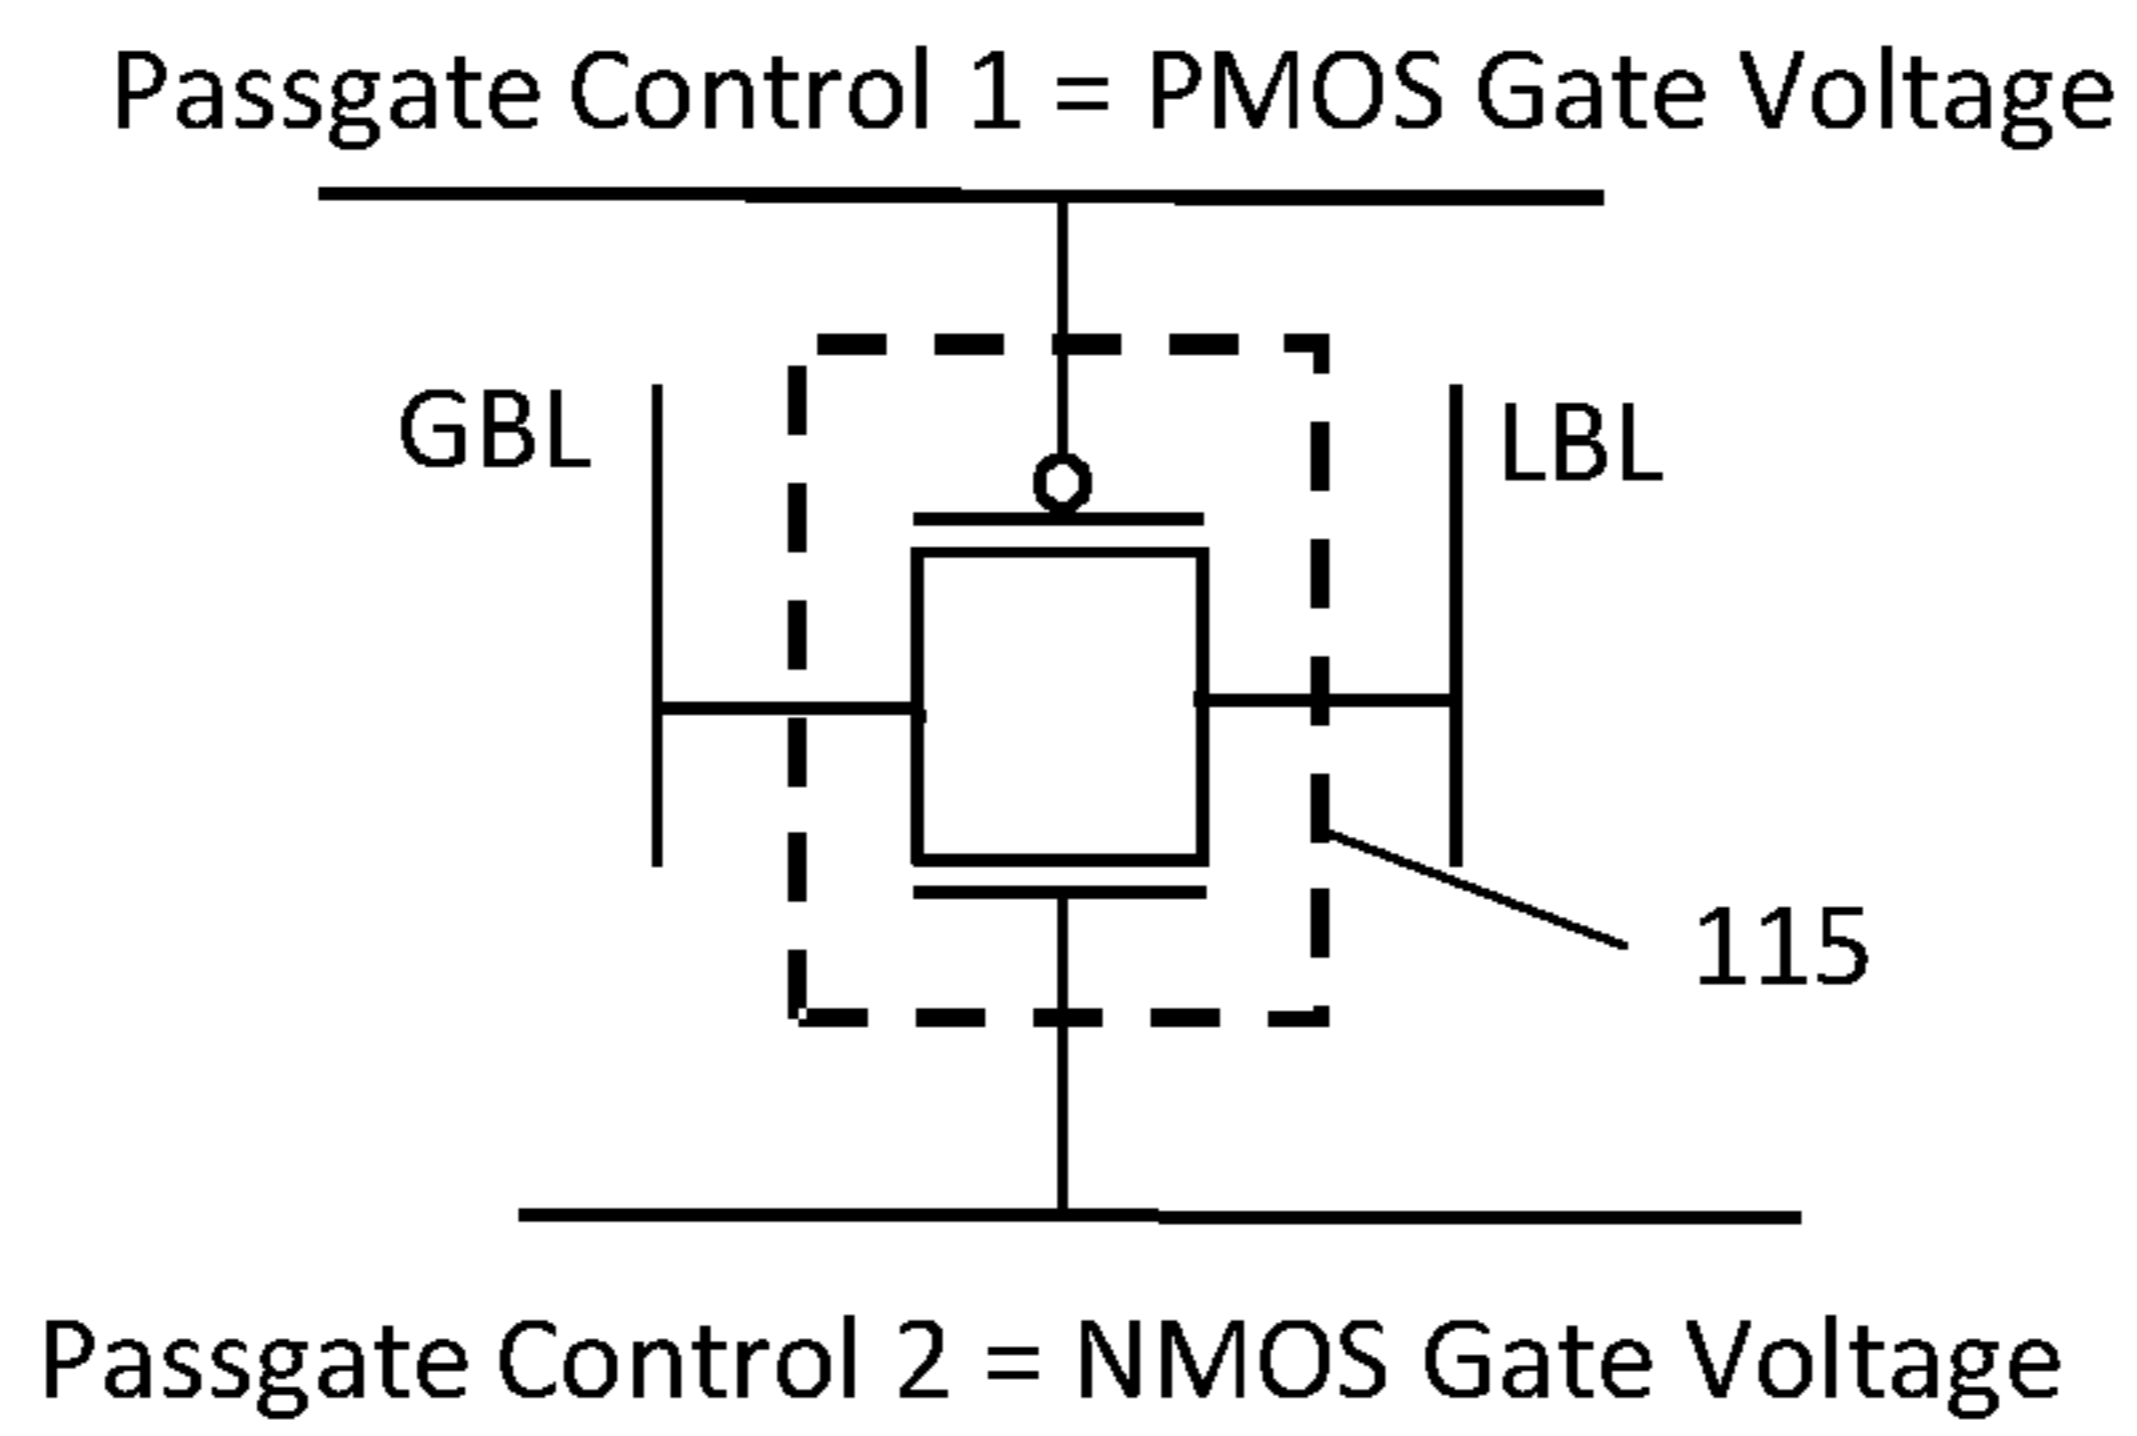 Passgate Control 1 = PMOS Gate Voltage
GBL
LBL
115
Passgate Control 2 = NMOS Gate Voltage